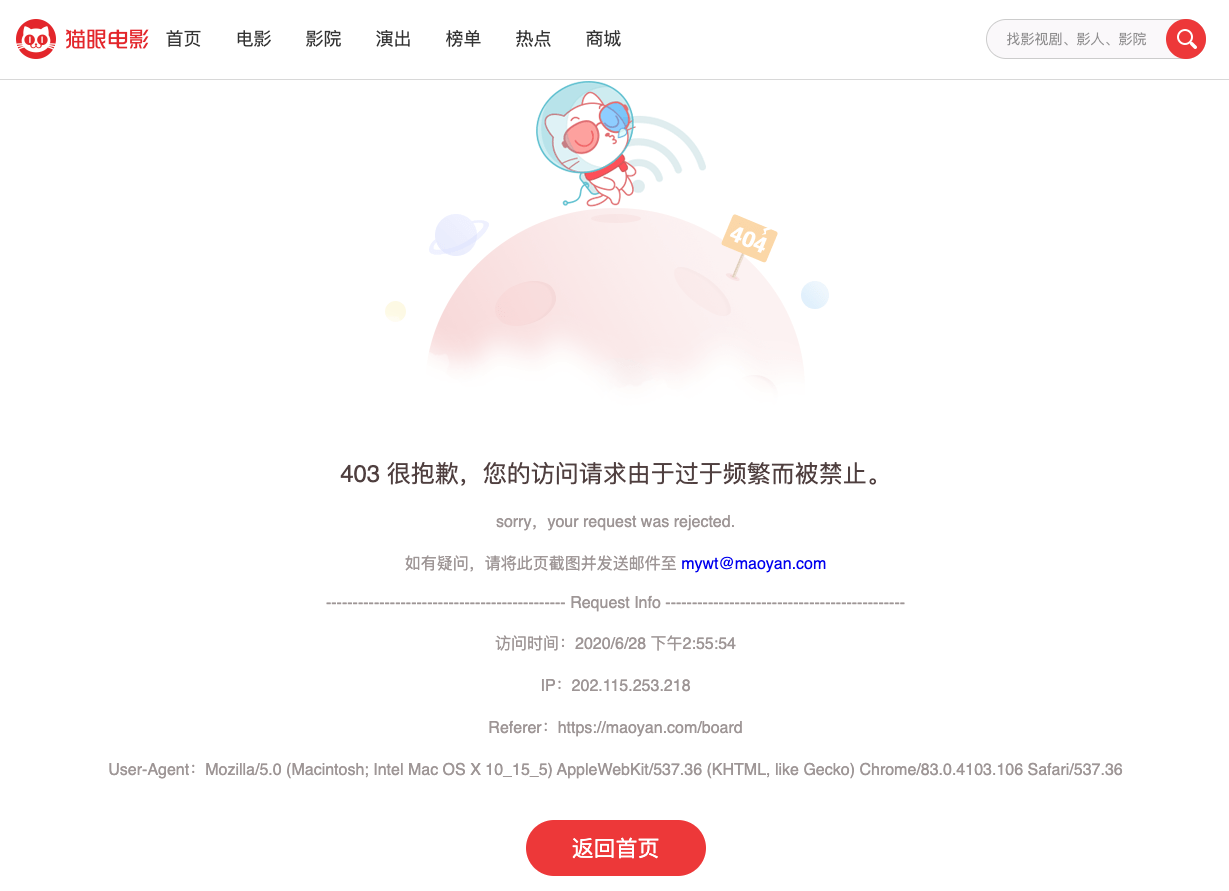 猫眼电影 首页 电影 影院 演出 榜单 热点 商城 找影视剧、影人、影院
404
403 很抱歉，您的访问请求由于过于频繁而被禁止。
sorry，your request was rejected.
如有疑问，请将此页截图并发送邮件至 mywt@maoyan.com
--------------------------------------------- Request Info ---------------------------------------------
访问时间：2020/6/28 下午2:55:54
IP：202.115.253.218
Referer：https://maoyan.com/board
User-Agent：Mozilla/5.0 (Macintosh; Intel Mac OS X 10_15_5) AppleWebKit/537.36 (KHTML, like Gecko) Chrome/83.0.4103.106 Safari/537.36
返回首页